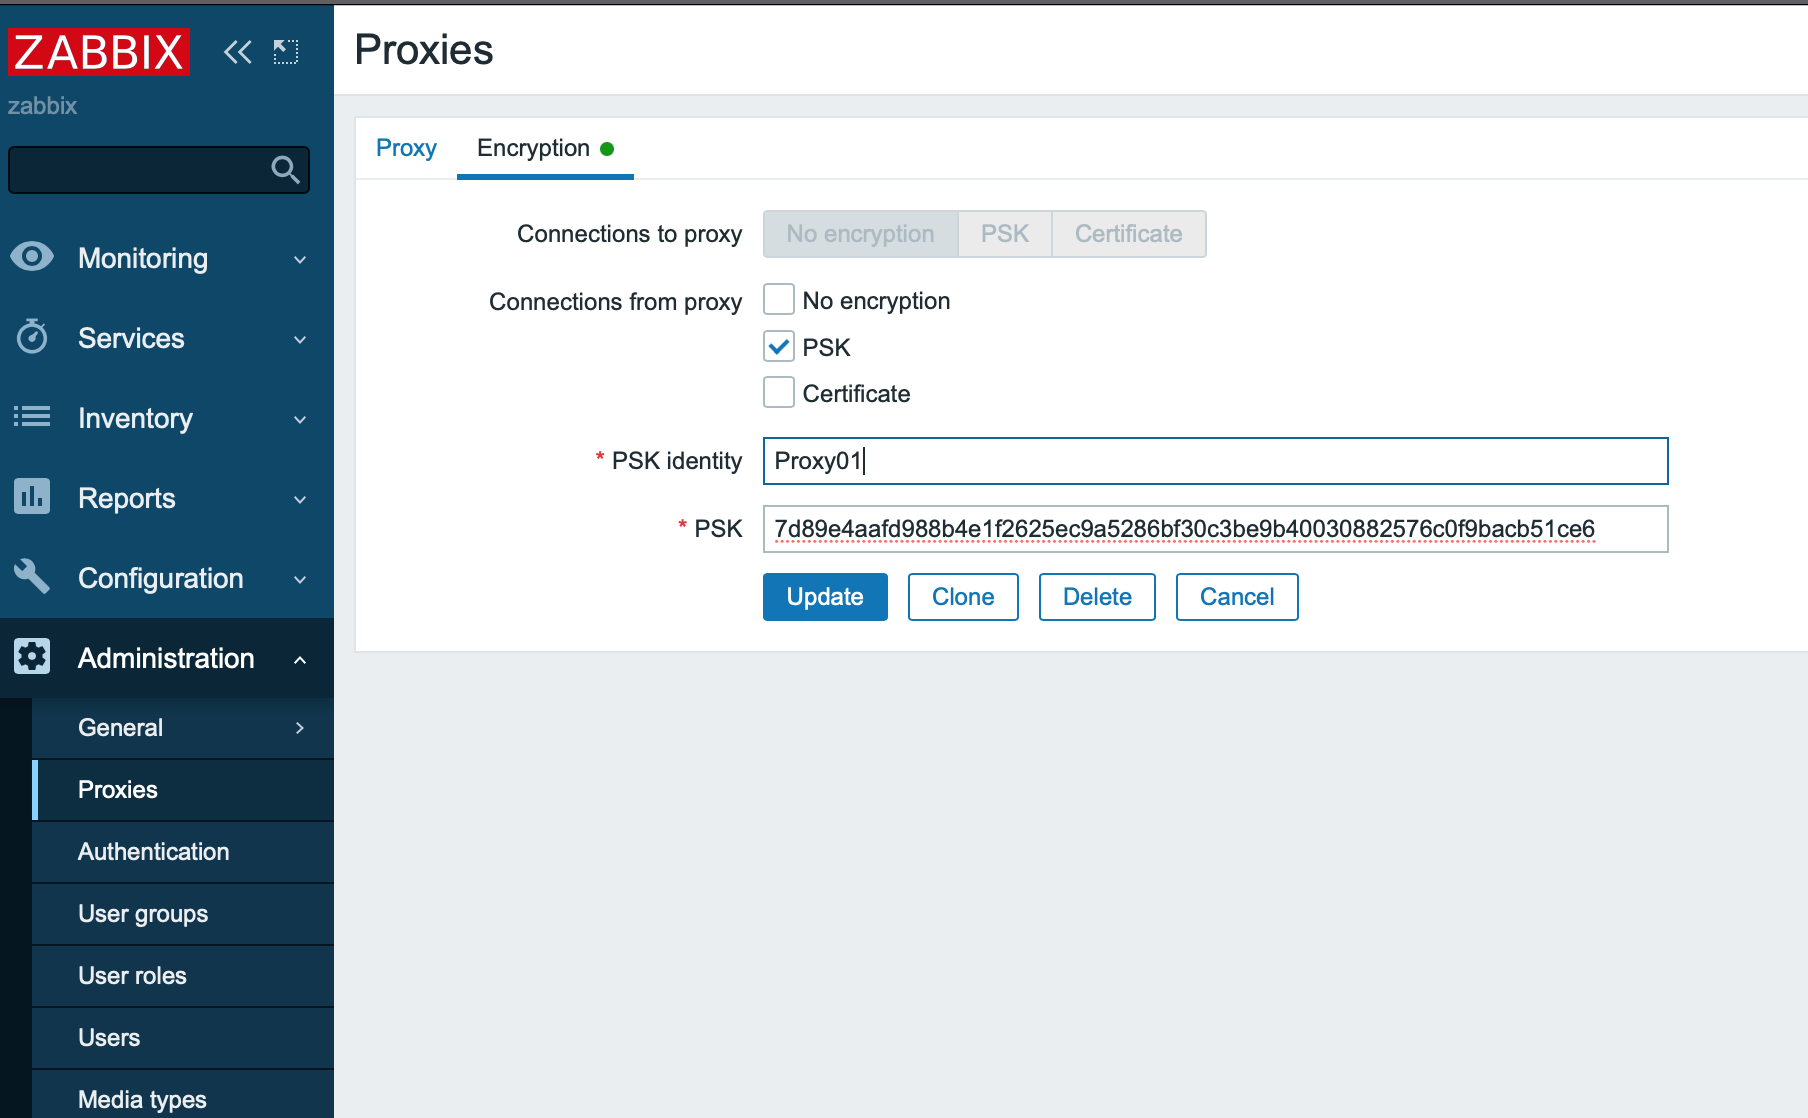 ZABBIX
zabbix
Monitoring
Services
Inventory
Reports
Configuration
Administration
General
Proxies
Authentication
User groups
User roles
Users
Media types
Proxies
Proxy Encryption
Connections to proxy No encryption PSK Certificate
Connections from proxy No encryption
PSK
Certificate
* PSK identity Proxy01
* PSK 7d89e4aafd988b4e1f2625ec9a5286bf30c3be9b40030882576c0f9bacb51ce6
Update Clone Delete Cancel